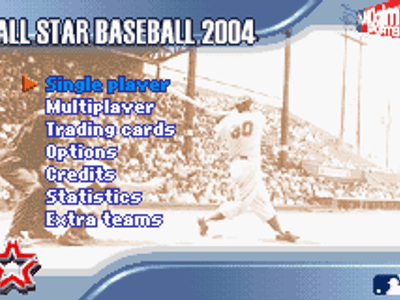 ALL-STAR BASEBALL 2004
Single player
Multiplayer
Trading cards
Options
Credits
Statistics
Extra teams